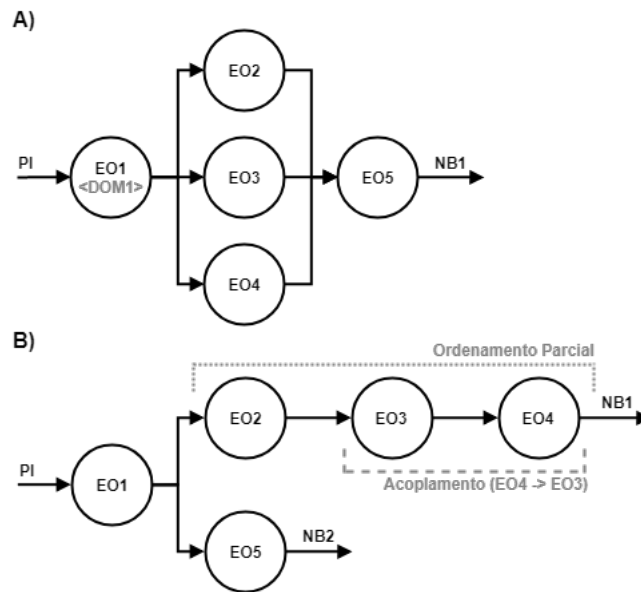 A)
EO2
PI
EO1
<DOM1>
EO3
EO5
NB1
EO4
B)
Ordenamento Parcial
EO2
EO3
EO4
NB1
PI
EO1
Acoplamento (EO4 -> EO3)
EO5
NB2